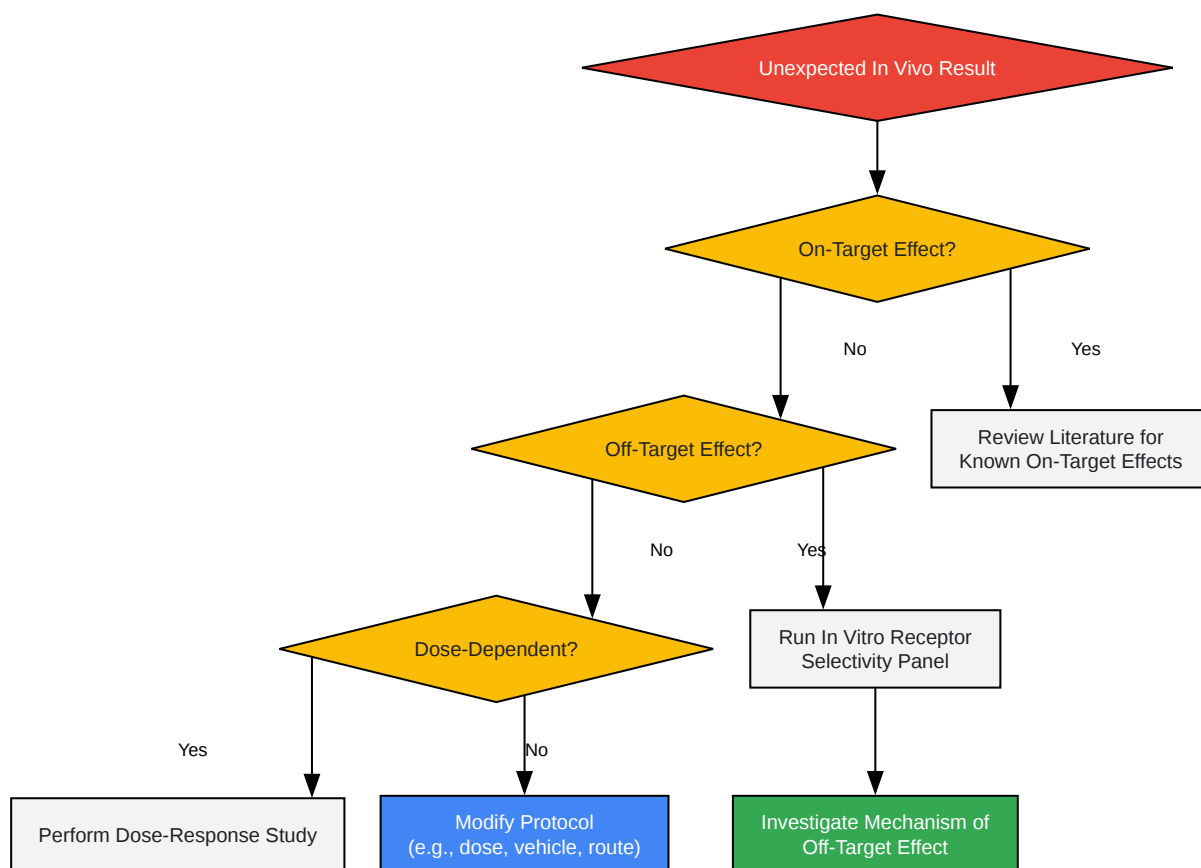 Unexpected In Vivo Result
On-Target Effect?
No
Yes
Review Literature for
Known On-Target Effects
Off-Target Effect?
No
Yes
Dose-Dependent?
Run In Vitro Receptor
Selectivity Panel
Yes
No
Perform Dose-Response Study
Modify Protocol
(e.g., dose, vehicle, route)
Investigate Mechanism of
Off-Target Effect